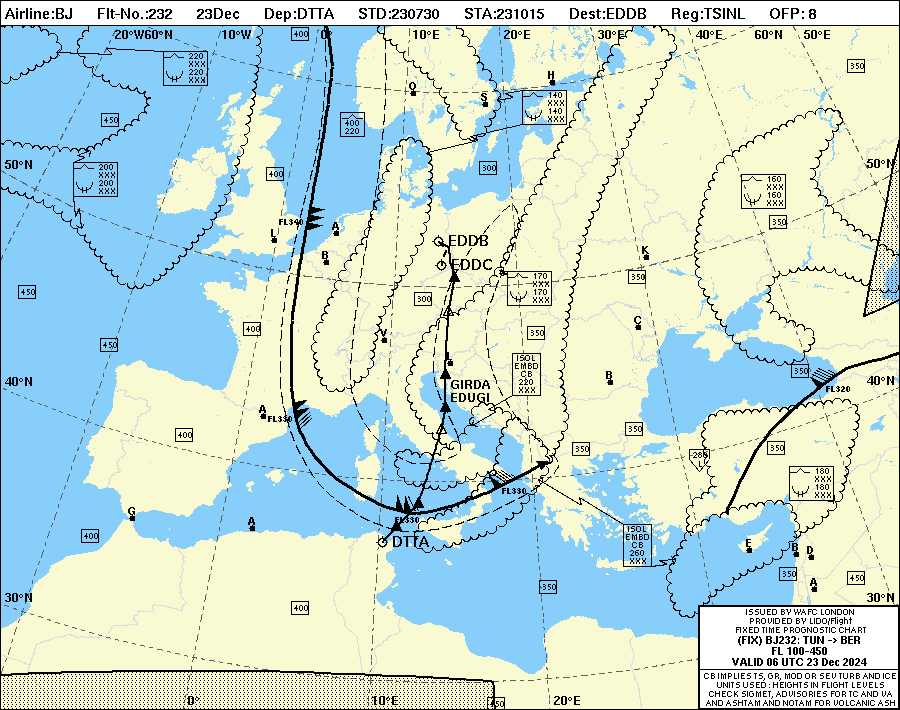 Airline:BJ Flt-No.:232 23Dec Dep:DTTA STD:230730 STA:231015 Dest:EDDB Reg:TSINL OFP: 8
20°W60°N 10°W 400 0° 10°E 20°E 30°E 40°E 60°N 50°E
220
XXX
220
XXX
350
H
O
S
140
XXX
140
XXX
450
400
220
50°N
50°N
200
XXX
200
XXX
400
300
160
XXX
160
XXX
FL340
350
L
A
B
EDDB
EDDC
K
350
170
XXX
170
XXX
450
300
400
450
V
350
C
L
ISOL
EMBD
CB
220
XXX
350
FL320
40°N
40°N
GIRDA
EDUGI
B
A
FL330
400
350
350
350
280
180
XXX
180
XXX
FL330
FL330
G
A
400
DTTA
ISOL
EMBD
CB
260
XXX
E
B
D
350
A
450
350
30°N
400
30°N
ISSUED BY WAFC LONDON
PROVIDED BY LIDO/Flight
FIXED TIME PROGNOSTIC CHART
(FIX) BJ232: TUN -> BER
FL 100-450
VALID 06 UTC 23 Dec 2024
CB IMPLIES TS, GR, MOD OR SEV TURB AND ICE
UNITS USED : HEIGHTS IN FLIGHT LEVELS
CHECK SIGMET, ADVISORIES FOR TC AND VA
AND ASHTAM AND NOTAM FOR VOLCANIC ASH
0° 10°E 20°E